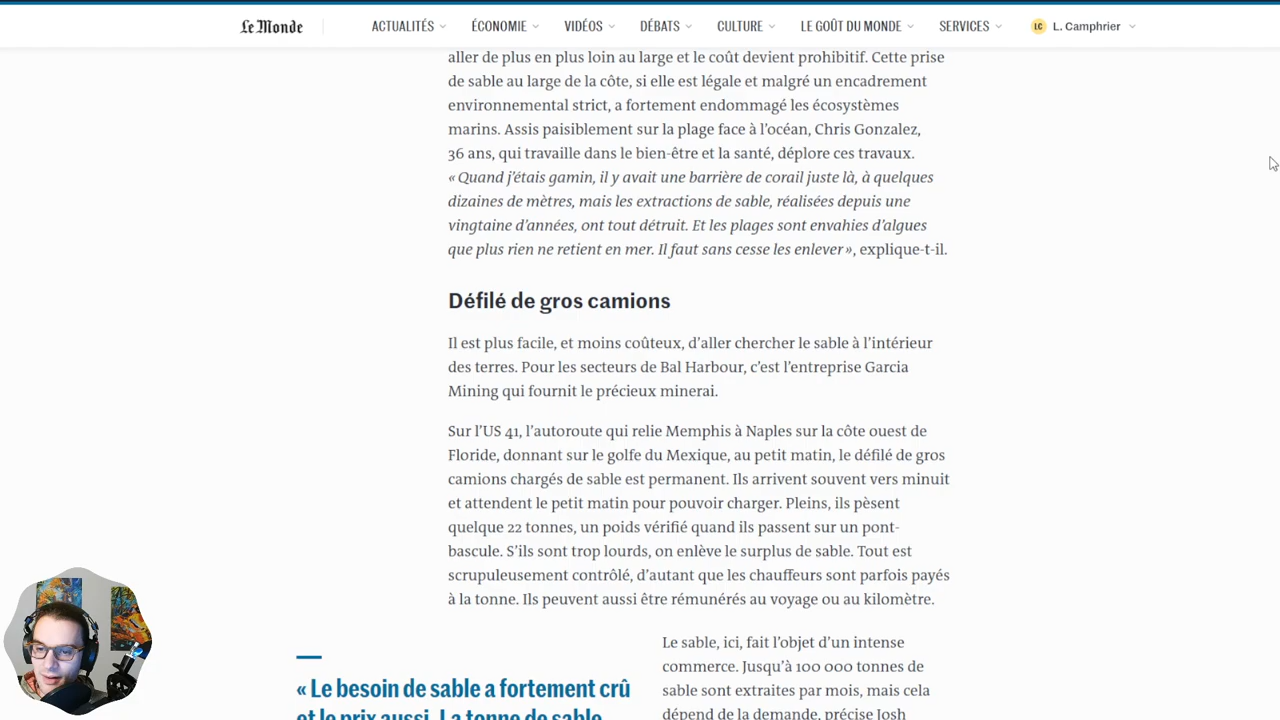 Le Monde
ACTUALITÉS
ÉCONOMIE
VIDÉOS
DÉBATS
CULTURE
LE GOÛT DU MONDE
SERVICES
LC
L. Camphrier
aller de plus en plus loin au large et le coût devient prohibitif. Cette prise
de sable au large de la côte, si elle est légale et malgré un encadrement
environnemental strict, a fortement endommagé les écosystèmes
marins. Assis paisiblement sur la plage face à l’océan, Chris Gonzalez,
36 ans, qui travaille dans le bien-être et la santé, déplore ces travaux.
« Quand j’étais gamin, il y avait une barrière de corail juste là, à quelques
dizaines de mètres, mais les extractions de sable, réalisées depuis une
vingtaine d’années, ont tout détruit. Et les plages sont envahies d’algues
que plus rien ne retient en mer. Il faut sans cesse les enlever », explique-t-il.
Défilé de gros camions
Il est plus facile, et moins coûteux, d’aller chercher le sable à l’intérieur
des terres. Pour les secteurs de Bal Harbour, c’est l’entreprise Garcia
Mining qui fournit le précieux minerai.
Sur l’US 41, l’autoroute qui relie Memphis à Naples sur la côte ouest de
Floride, donnant sur le golfe du Mexique, au petit matin, le défilé de gros
camions chargés de sable est permanent. Ils arrivent souvent vers minuit
et attendent le petit matin pour pouvoir charger. Pleins, ils pèsent
quelque 22 tonnes, un poids vérifié quand ils passent sur un pont-
bascule. S’ils sont trop lourds, on enlève le surplus de sable. Tout est
scrupuleusement contrôlé, d’autant que les chauffeurs sont parfois payés
à la tonne. Ils peuvent aussi être rémunérés au voyage ou au kilomètre.
« Le besoin de sable a fortement crû
et le prix aussi. La tonne de sable
Le sable, ici, fait l’objet d’un intense
commerce. Jusqu’à 100 000 tonnes de
sable sont extraites par mois, mais cela
dépend de la demande, précise Josh